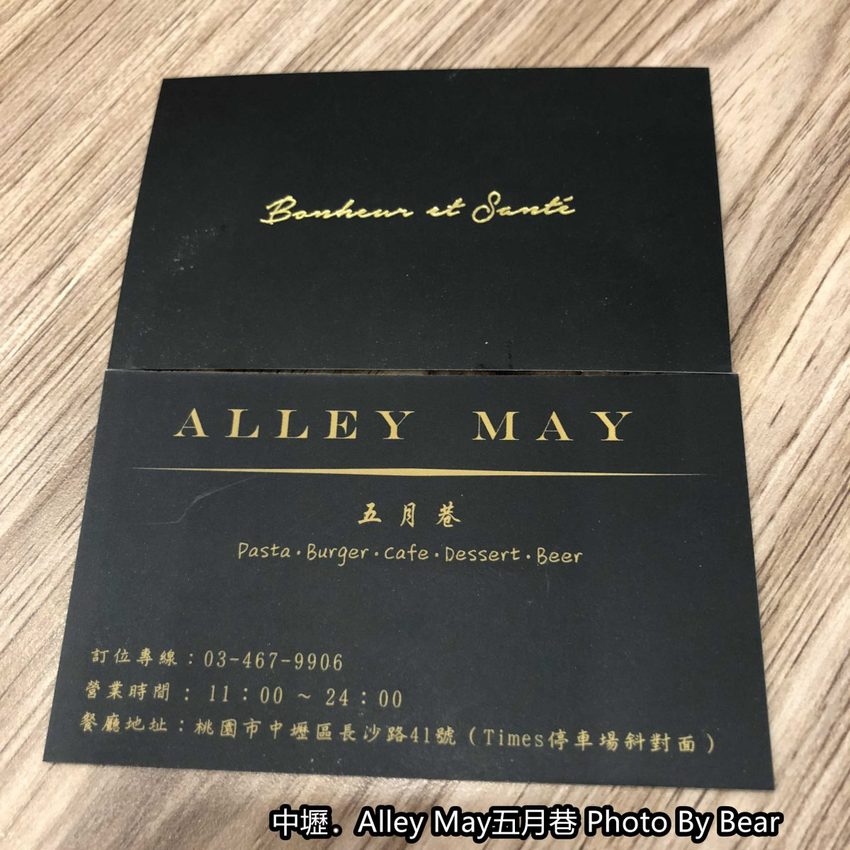 Bonheur et Santé
ALLEY MAY
五月巷
Pasta·Burger·Cafe·Dessert·Beer
訂位專線：03-467-9906
營業時間： 11：00 ~ 24：00
餐廳地址：桃園市中壢區長沙路41號（Times停車場斜對面）
中壢．Alley May五月巷 Photo By Bear